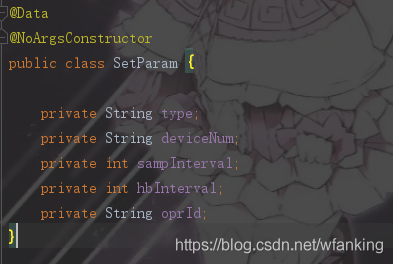 @Data
@NoArgsConstructor
public class SetParam {
    private String type;
    private String deviceNum;
    private int sampInterval;
    private int hbInterval;
    private String oprId;
}
https://blog.csdn.net/wfanking